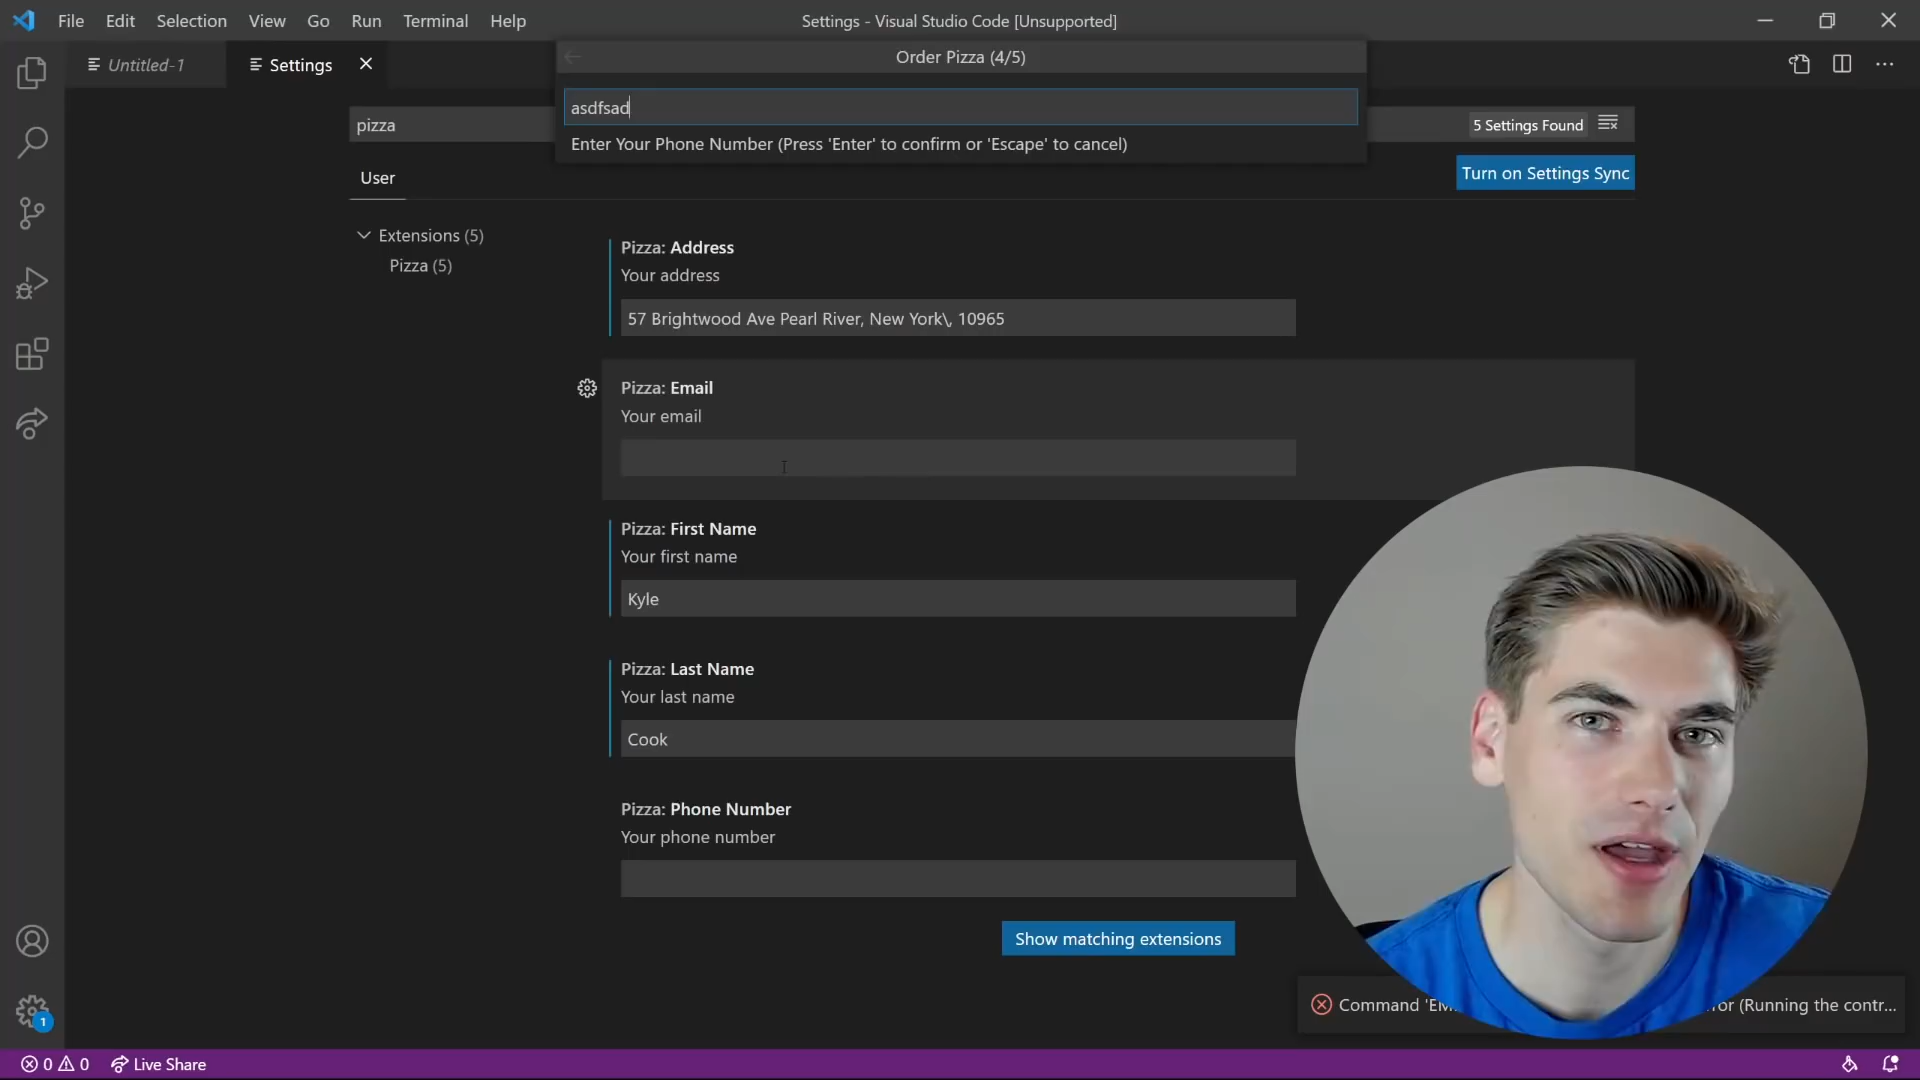 File Edit Selection View Go Run Terminal Help
Settings - Visual Studio Code [Unsupported]
Untitled-1
Settings
Order Pizza (4/5)
asdfsad
Enter Your Phone Number (Press 'Enter' to confirm or 'Escape' to cancel)
pizza
5 Settings Found
User
Turn on Settings Sync
Extensions (5)
Pizza (5)
Pizza: Address
Your address
57 Brightwood Ave Pearl River, New York\, 10965
Pizza: Email
Your email
Pizza: First Name
Your first name
Kyle
Pizza: Last Name
Your last name
Cook
Pizza: Phone Number
Your phone number
Show matching extensions
Command
(Running the contr...
1
0 0 Live Share